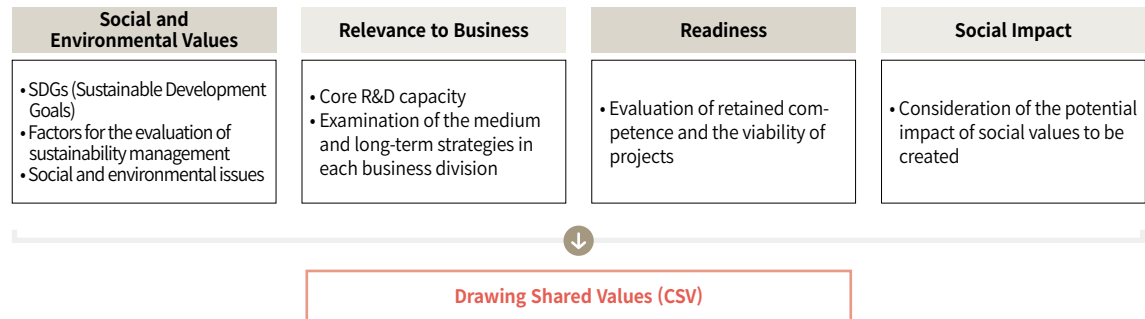 Social and
Environmental Values
• SDGs (Sustainable Development
Goals)
• Factors for the evaluation of
sustainability management
• Social and environmental issues
Relevance to Business
• Core R&D capacity
• Examination of the medium
and long-term strategies in
each business division
Readiness
• Evaluation of retained com-
petence and the viability of
projects
Social Impact
• Consideration of the potential
impact of social values to be
created
Drawing Shared Values (CSV)